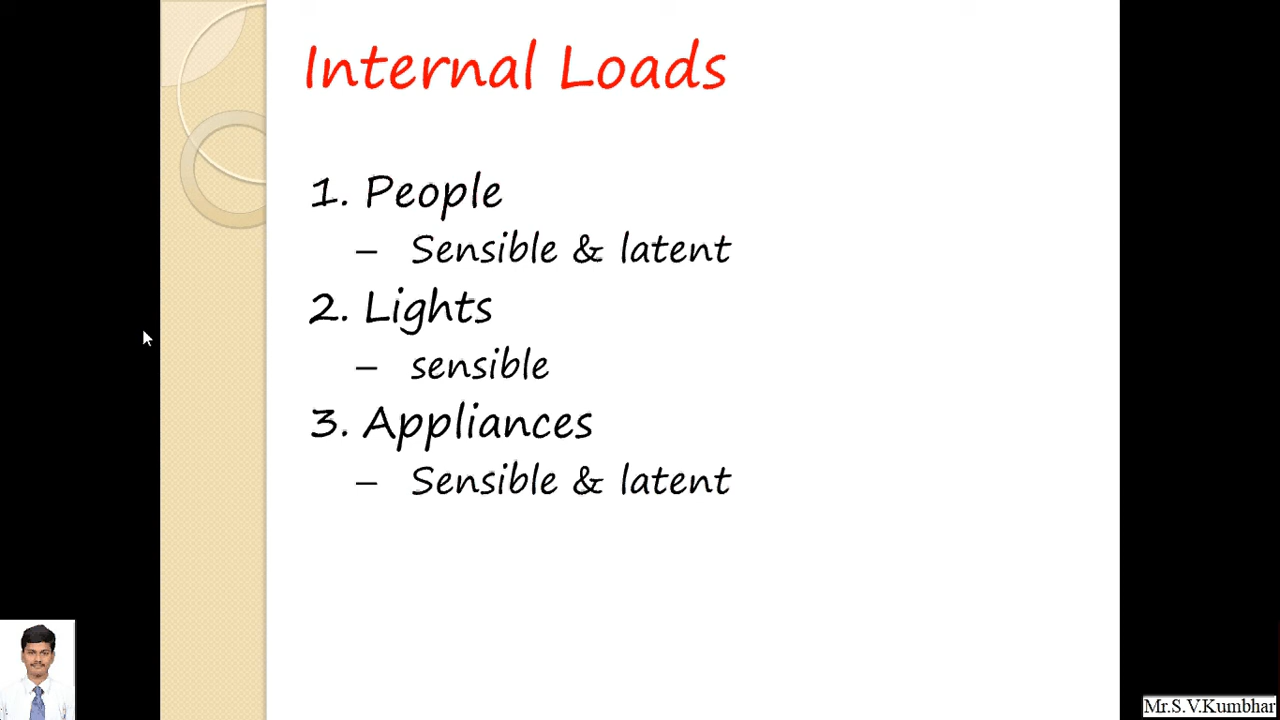 Internal Loads
1. People
– Sensible & latent
2. Lights
– sensible
3. Appliances
– Sensible & latent
Mr.S.V.Kumbhar